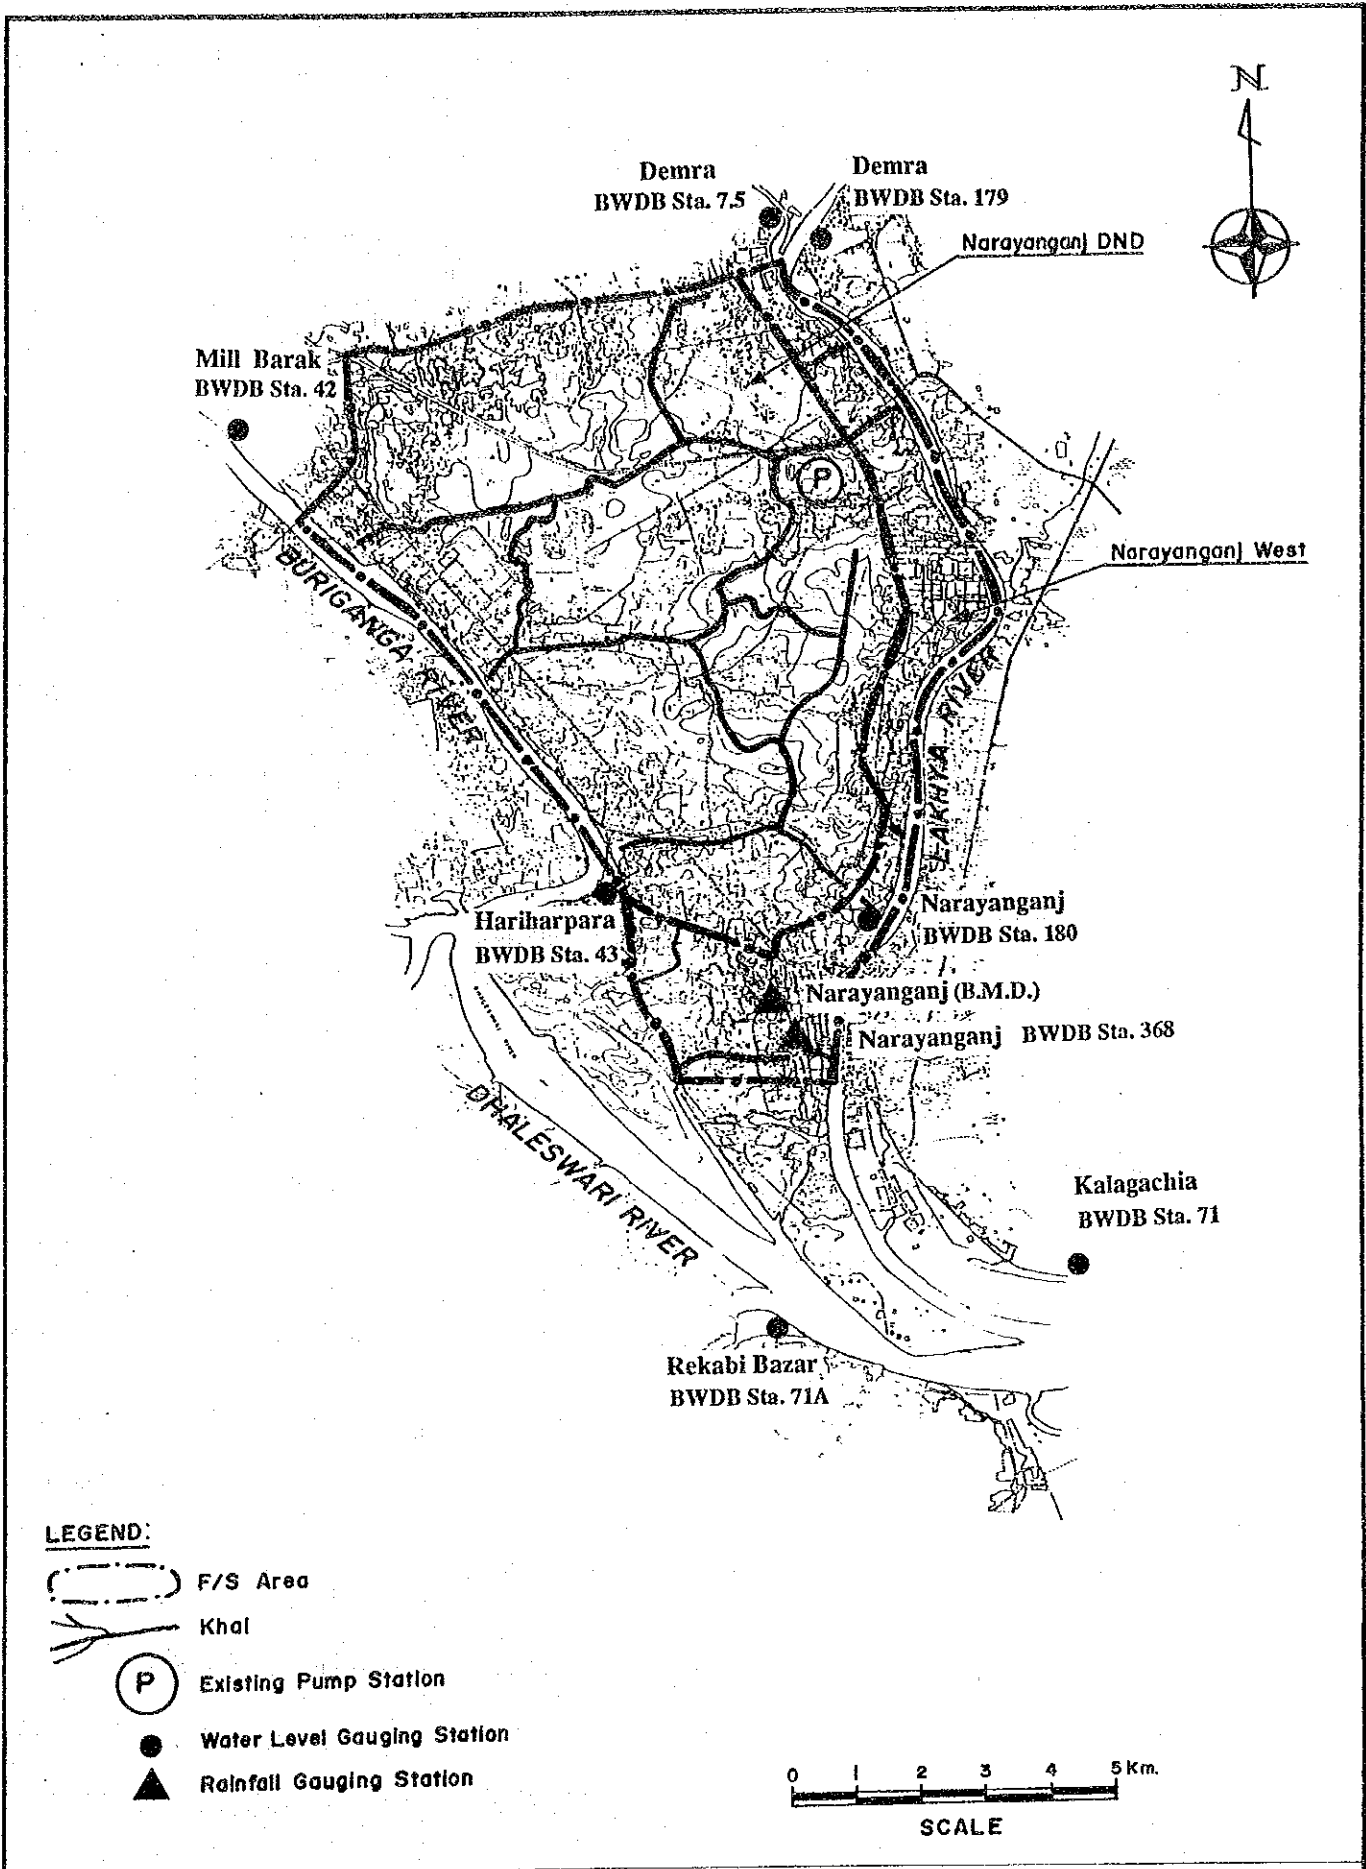 N
Demra
BWDB Sta. 7.5
Demra
BWDB Sta. 179
Narayanganj DND
Mill Barak
BWDB Sta. 42
P
Narayanganj West
BURIGANGA RIVER
LAKHYA RIVER
Hariharpara
BWDB Sta. 43
Narayanganj
BWDB Sta. 180
Narayanganj (B.M.D.)
Narayanganj BWDB Sta. 368
DHALESWARI RIVER
Kalagachia
BWDB Sta. 71
Rekabi Bazar
BWDB Sta. 71A
LEGEND:
F/S Area
Khal
P Existing Pump Station
Water Level Gauging Station
Rainfall Gauging Station
0 1 2 3 4 5 Km.
SCALE